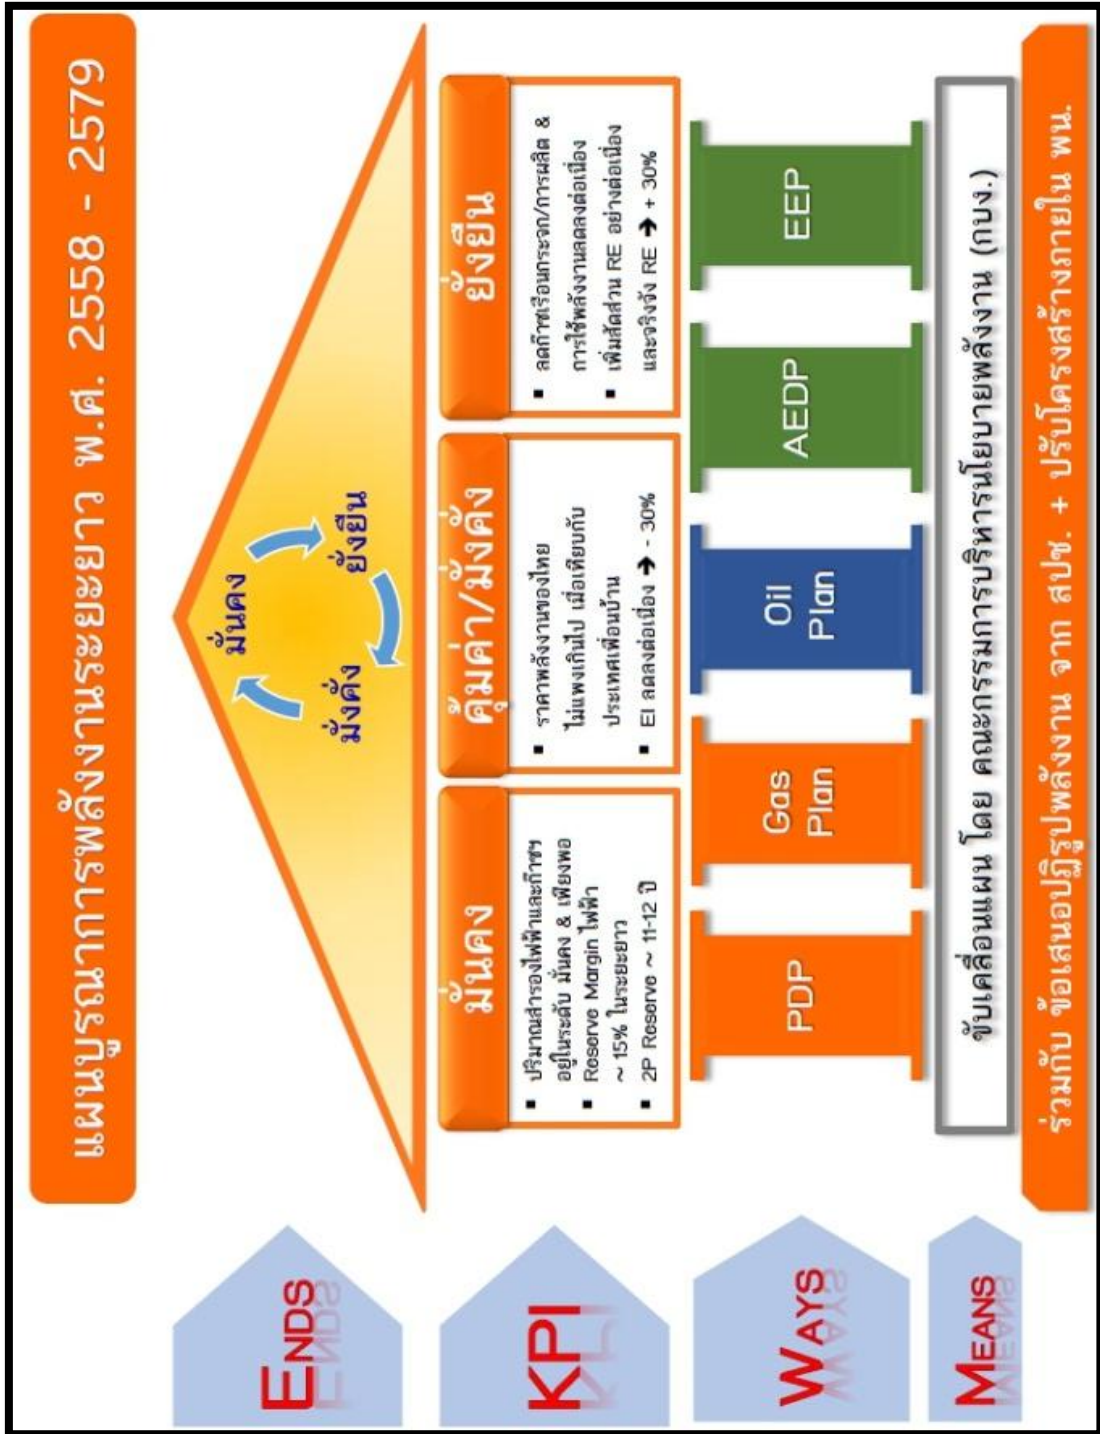 แผนบูรณาการพลังงานระยะยาว พ.ศ. 2558 - 2579
ENDS
มั่นคง
มั่งคั่ง
ยั่งยืน
KPI
มั่นคง
▪ ปริมาณสำรองไฟฟ้าและก๊าซฯ
อยู่ในระดับ มั่นคง & เพียงพอ
▪ Reserve Margin ไฟฟ้า
~ 15% ในระยะยาว
▪ 2P Reserve ~ 11-12 ปี
คุ้มค่า/มั่งคั่ง
▪ ราคาพลังงานของไทย
ไม่แพงเกินไป เมื่อเทียบกับ
ประเทศเพื่อนบ้าน
▪ EI ลดลงต่อเนื่อง ➔ - 30%
ยั่งยืน
▪ ลดก๊าซเรือนกระจก/การผลิต &
การใช้พลังงานลดลงต่อเนื่อง
▪ เพิ่มสัดส่วน RE อย่างต่อเนื่อง
และจริงจัง RE ➔ + 30%
WAYS
PDP
Gas
Plan
Oil
Plan
AEDP
EEP
MEANS
ขับเคลื่อนแผน โดย คณะกรรมการบริหารนโยบายพลังงาน (กบง.)
ร่วมกับ ข้อเสนอปฏิรูปพลังงาน จาก สปช. + ปรับโครงสร้างภายใน พน.